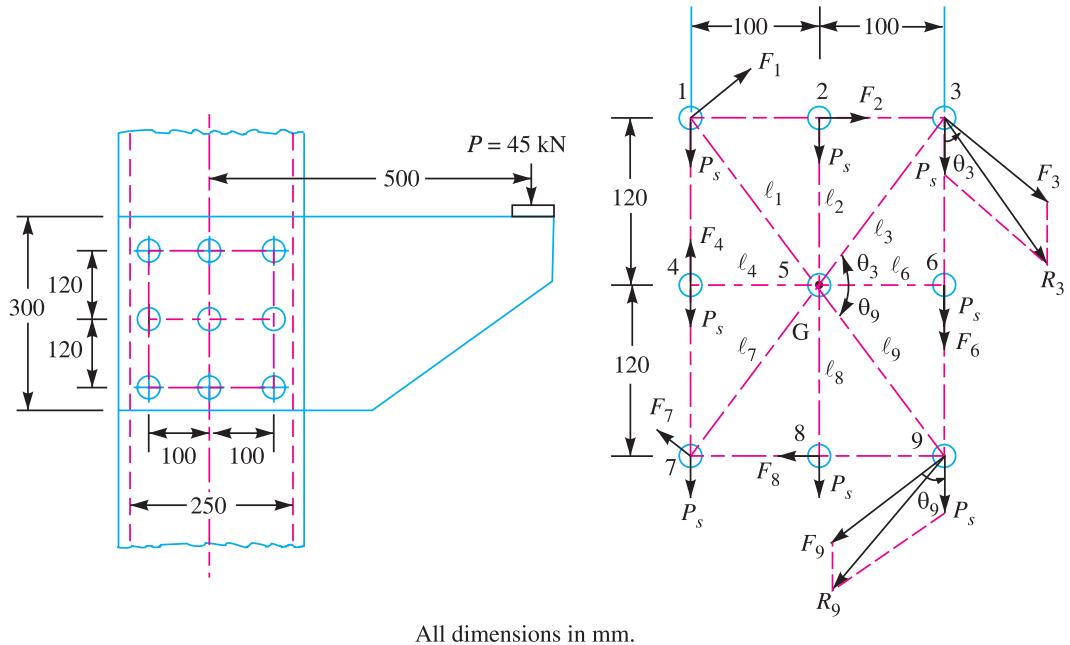 P = 45 kN
500
300
120
120
100
100
250
100
100
1
2
3
F1
F2
Ps
Ps
Ps
θ3
F3
R3
120
ℓ1
ℓ2
ℓ3
F4
4
ℓ4
5
θ3
ℓ6
6
θ9
Ps
Ps
G
F6
120
ℓ7
ℓ8
ℓ9
F7
7
8
9
F8
Ps
Ps
θ9
Ps
F9
R9
All dimensions in mm.